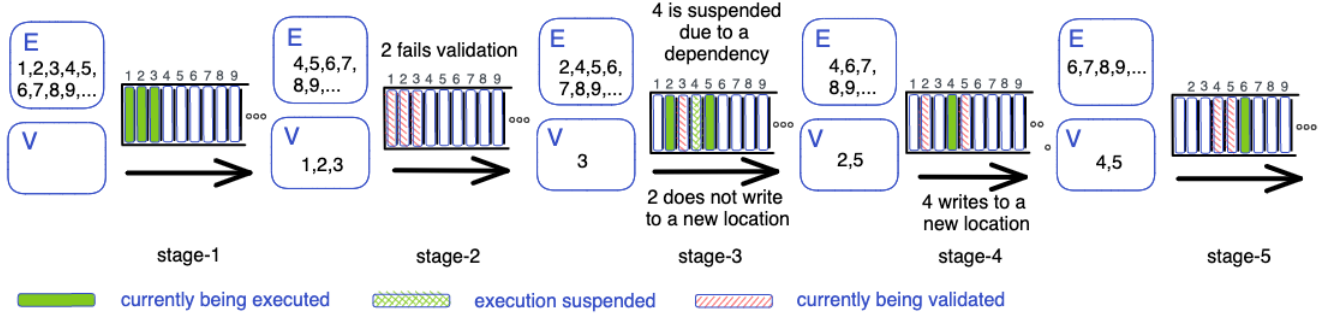 E
1,2,3,4,5,
6,7,8,9,...
V
1 2 3 4 5 6 7 8 9
stage-1
E
4,5,6,7,
8,9,...
V
1,2,3
2 fails validation
1 2 3 4 5 6 7 8 9
stage-2
E
2,4,5,6,
7,8,9,...
V
3
4 is suspended
due to a
dependency
1 2 3 4 5 6 7 8 9
2 does not write
to a new location
stage-3
E
4,6,7,
8,9,...
V
2,5
1 2 3 4 5 6 7 8 9
4 writes to a
new location
stage-4
E
6,7,8,9,...
V
4,5
2 3 4 5 6 7 8 9
stage-5
currently being executed
execution suspended
currently being validated